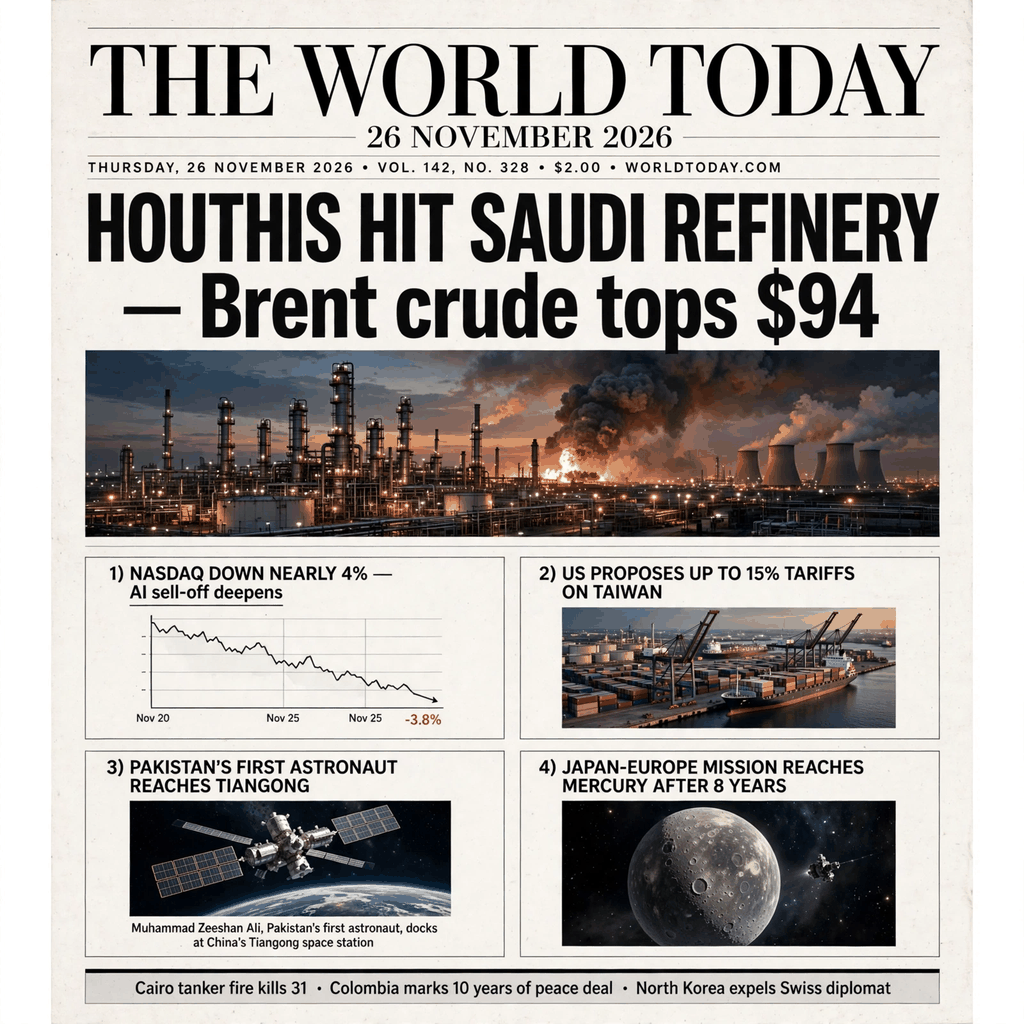 THE WORLD TODAY
26 NOVEMBER 2026
THURSDAY, 26 NOVEMBER 2026 • VOL. 142, NO. 328 • $2.00 • WORLDTODAY.COM
HOUTHIS HIT SAUDI REFINERY
— Brent crude tops $94
1) NASDAQ DOWN NEARLY 4% —
AI sell-off deepens
Nov 20 Nov 25 Nov 25 -3.8%
2) US PROPOSES UP TO 15% TARIFFS
ON TAIWAN
3) PAKISTAN'S FIRST ASTRONAUT
REACHES TIANGONG
Muhammad Zeeshan Ali, Pakistan's first astronaut, docks
at China's Tiangong space station
4) JAPAN-EUROPE MISSION REACHES
MERCURY AFTER 8 YEARS
Cairo tanker fire kills 31 • Colombia marks 10 years of peace deal • North Korea expels Swiss diplomat